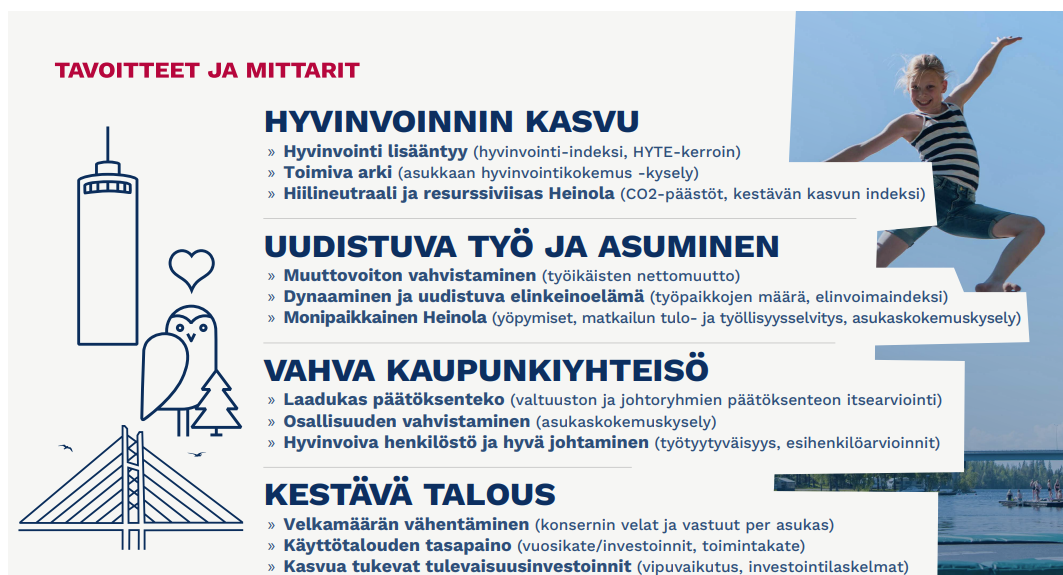 TAVOITTEET JA MITTARIT
HYVINVOINNIN KASVU
» Hyvinvointi lisääntyy (hyvinvointi-indeksi, HYTE-kerroin)
» Toimiva arki (asukkaan hyvinvointikokemus -kysely)
» Hiilineutraali ja resurssiviisas Heinola (CO2-päästöt, kestävän kasvun indeksi)
UUDISTUVA TYÖ JA ASUMINEN
» Muuttovoiton vahvistaminen (työikäisten nettomuutto)
» Dynaaminen ja uudistuva elinkeinoelämä (työpaikkojen määrä, elinvoimaindeksi)
» Monipaikkainen Heinola (yöpymiset, matkailun tulo- ja työllisyysselvitys, asukaskokemuskysely)
VAHVA KAUPUNKIYHTEISÖ
» Laadukas päätöksenteko (valtuuston ja johtoryhmien päätöksenteon itsearviointi)
» Osallisuuden vahvistaminen (asukaskokemuskysely)
» Hyvinvoiva henkilöstö ja hyvä johtaminen (työtyytyväisyys, esihenkilöarvioinnit)
KESTÄVÄ TALOUS
» Velkamäärän vähentäminen (konsernin velat ja vastuut per asukas)
» Käyttötalouden tasapaino (vuosikate/investoinnit, toimintakate)
» Kasvua tukevat tulevaisuusinvestoinnit (vipuvaikutus, investointilaskelmat)